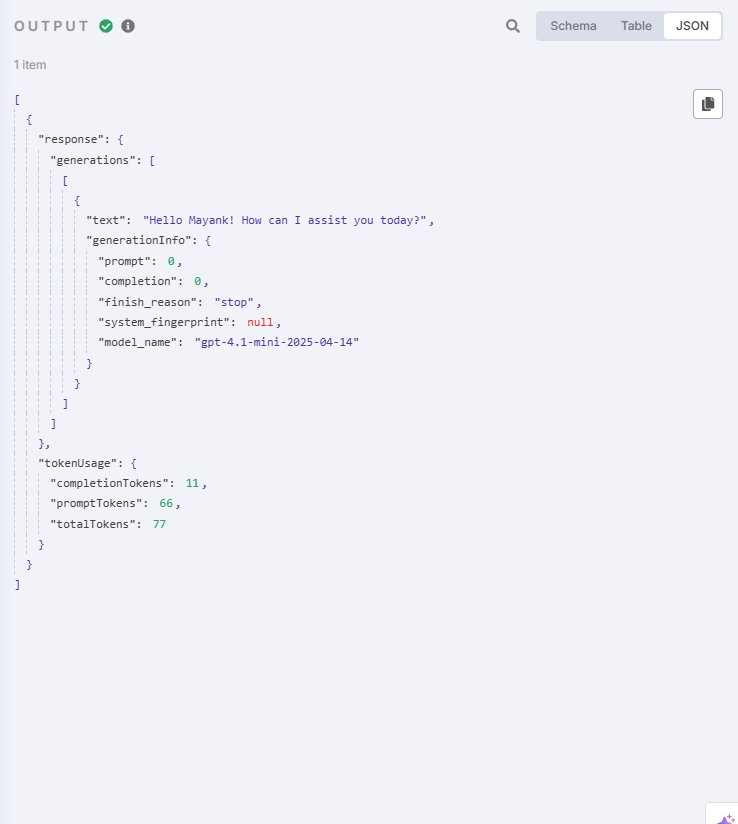 OUTPUT
Schema Table JSON
1 item
[
{
"response": {
"generations": [
[
{
"text": "Hello Mayank! How can I assist you today?",
"generationInfo": {
"prompt": 0,
"completion": 0,
"finish_reason": "stop",
"system_fingerprint": null,
"model_name": "gpt-4.1-mini-2025-04-14"
}
}
]
]
},
"tokenUsage": {
"completionTokens": 11,
"promptTokens": 66,
"totalTokens": 77
}
}
]